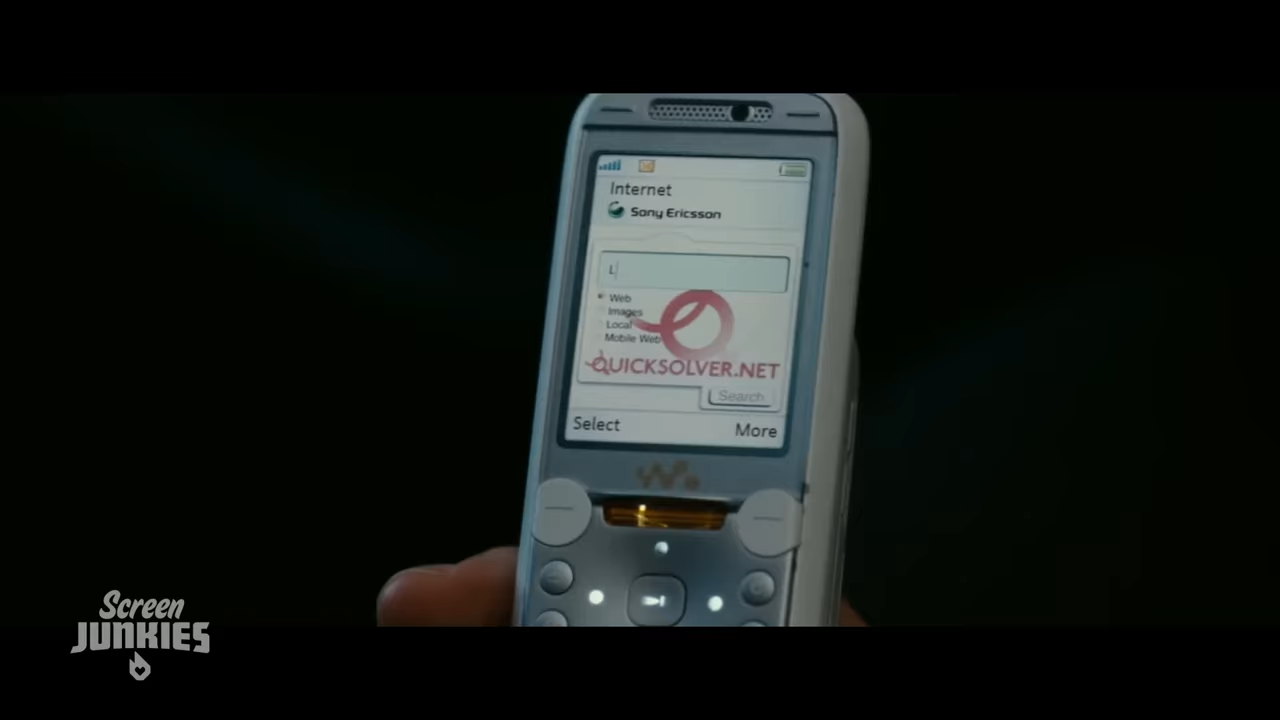 Internet
Sony Ericsson
L
Web
Images
Local
Mobile Web
QUICKSOLVER.NET
Search
Select
More
Screen
JUNKIES